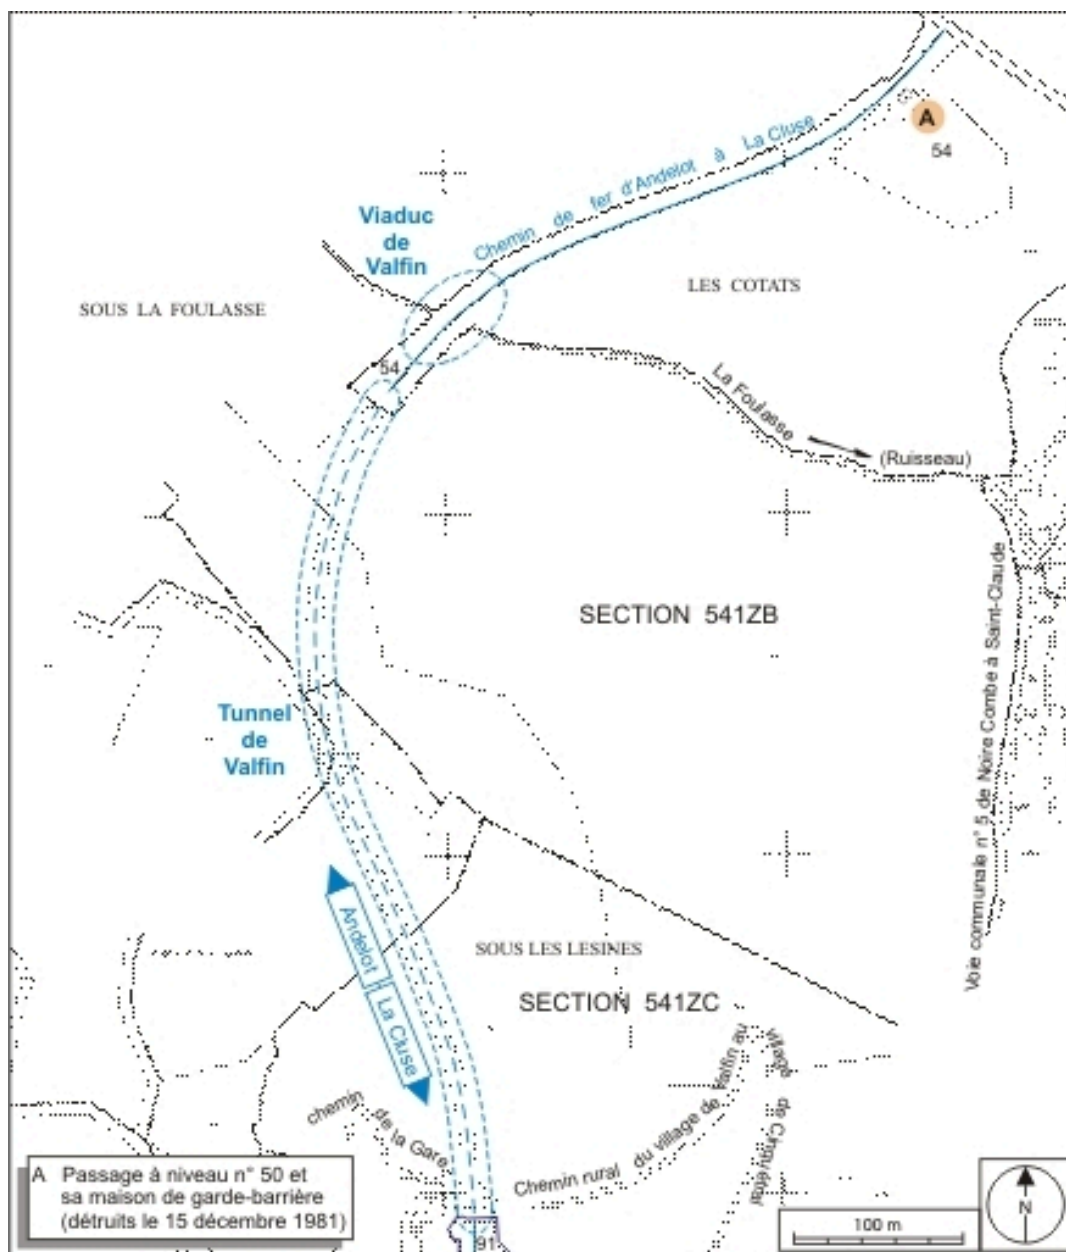 A
54
Chemin de fer d'Andelot à La Cluse
Viaduc
de
Valfin
LES COTATS
SOUS LA FOULASSE
54
La Foulasse
(Ruisseau)
SECTION 541ZB
Voie communale n° 5 de Noire Combe à Saint-Claude
Tunnel
de
Valfin
Andelot
La Cluse
SOUS LES LESINES
SECTION 541ZC
chemin de la Gare
Chemin rural du village de Valfin au village de Cinquétral
A Passage à niveau n° 50 et
sa maison de garde-barrière
(détruits le 15 décembre 1981)
91
100 m
N